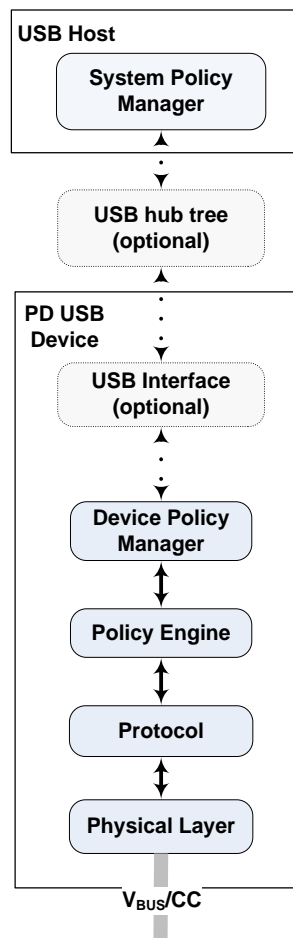 USB Host
System Policy
Manager
USB hub tree
(optional)
PD USB
Device
USB Interface
(optional)
Device Policy
Manager
Policy Engine
Protocol
Physical Layer
VBUS/CC